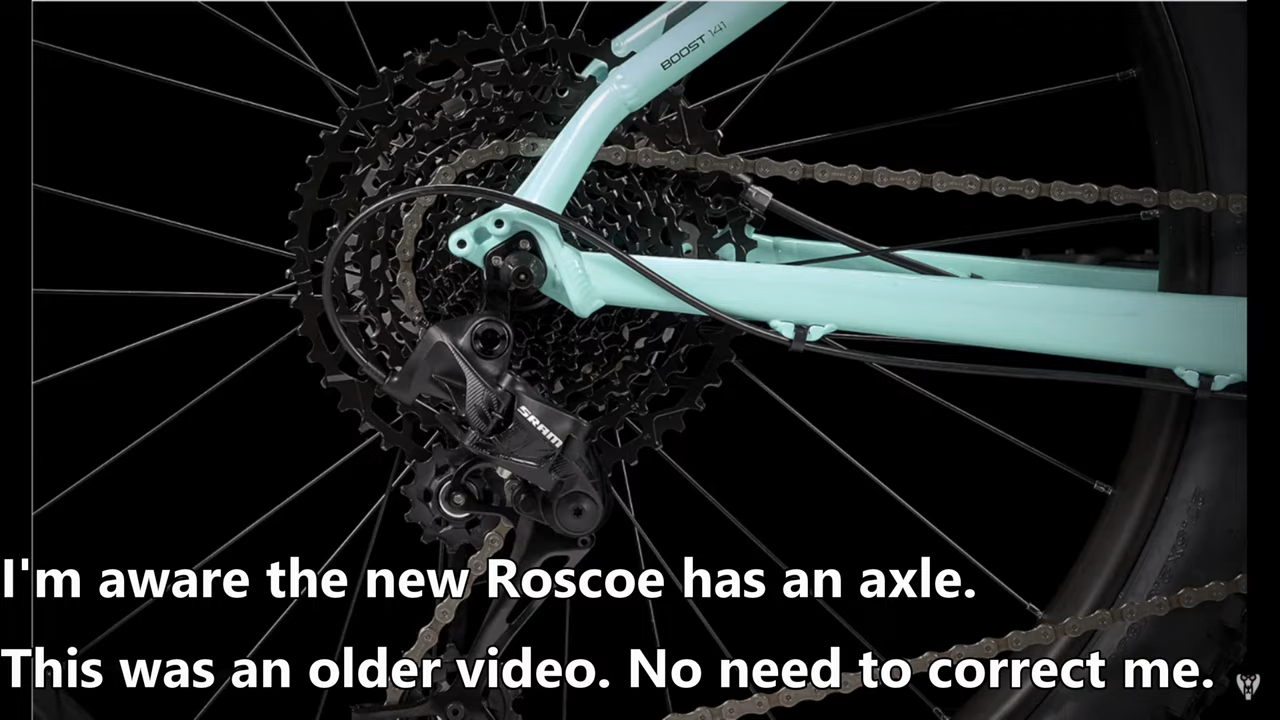 BOOST 141
SRAM
I'm aware the new Roscoe has an axle.
This was an older video. No need to correct me.